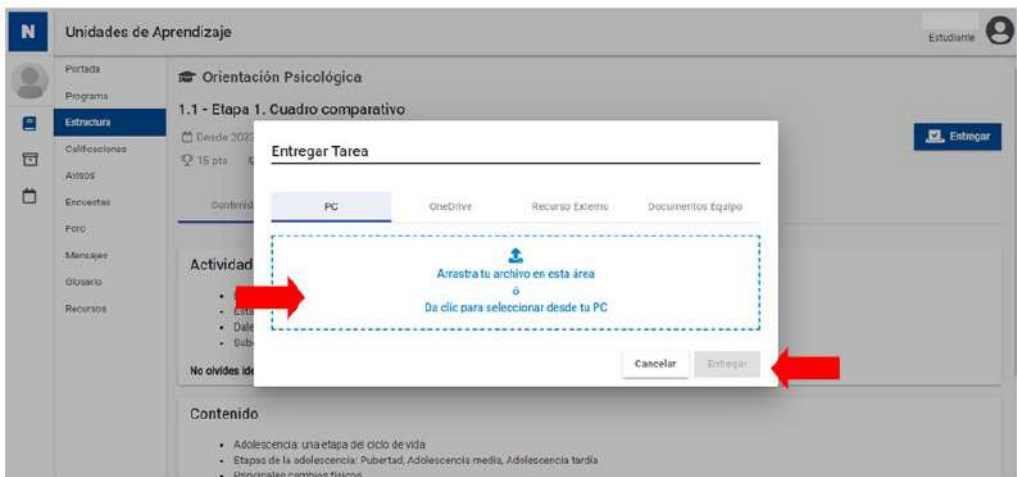 N
Unidades de Aprendizaje
Estudiante
Portada
Programa
Estructura
Calificaciones
Avisos
Encuestas
Foro
Mensajes
Glosario
Recursos
Orientación Psicológica
1.1 - Etapa 1. Cuadro comparativo
Desde 202
15 pts
Entregar
Contenid
Entregar Tarea
PC OneDrive Recurso Externo Documentos Equipo
Arrastra tu archivo en esta área
ó
Da clic para seleccionar desde tu PC
Cancelar Entregar
Actividad
Esta
Dale
Sub
No olvides ide
Contenido
Adolescencia: una etapa del ciclo de vida
Etapas de la adolescencia: Pubertad, Adolescencia media, Adolescencia tardía
Principales cambios físicos